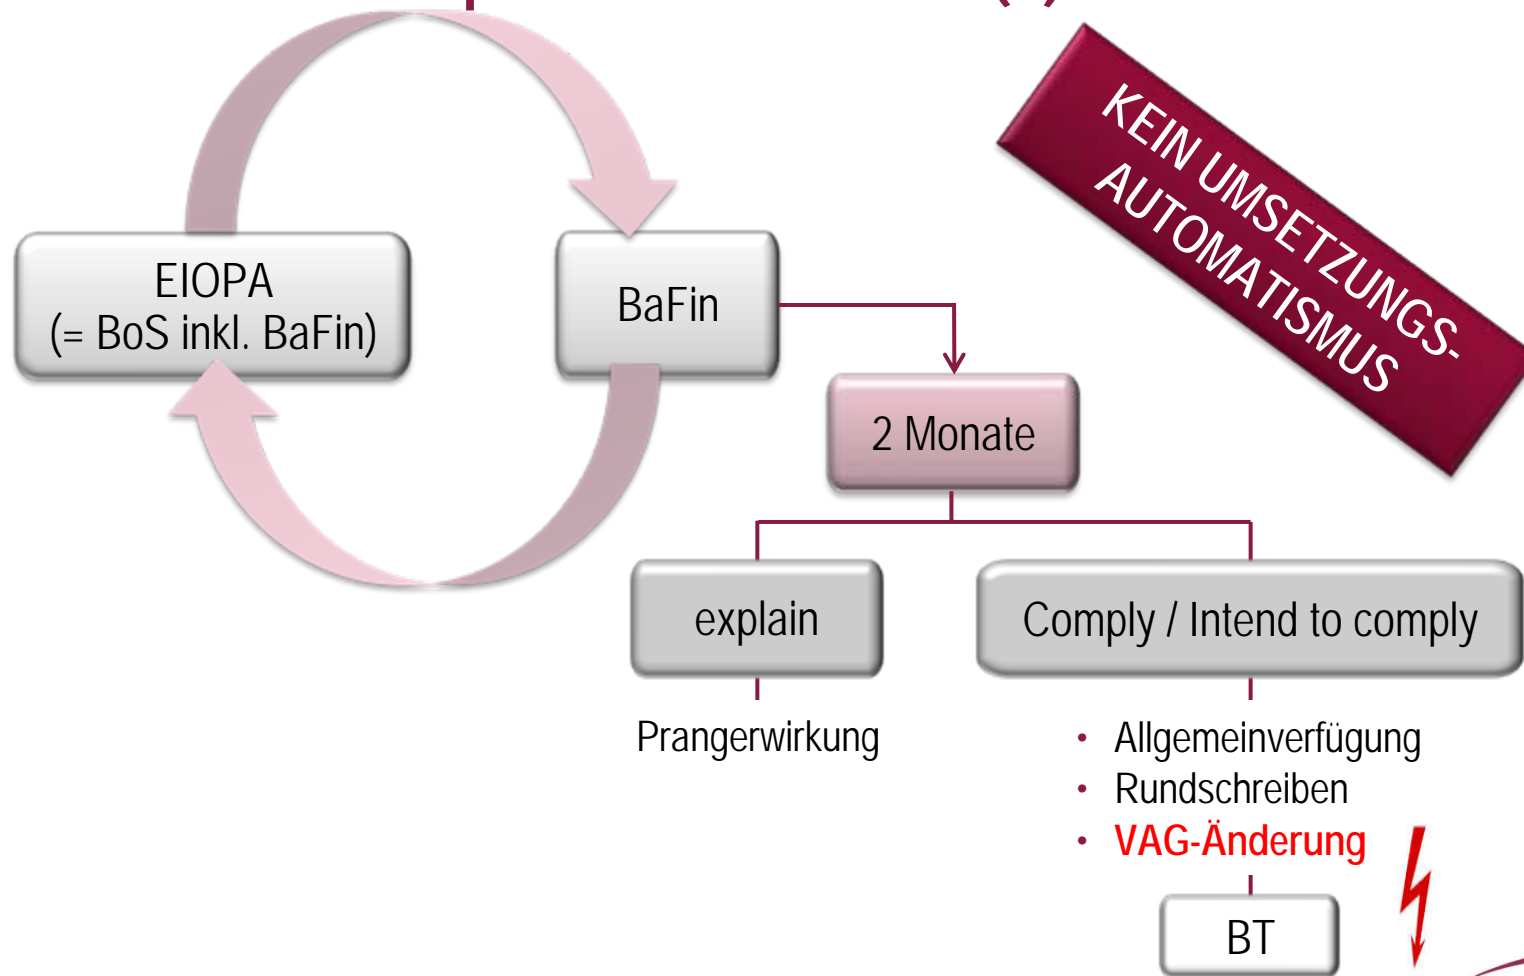 KEIN UMSETZUNGS-
AUTOMATISMUS
EIOPA
(= BoS inkl. BaFin)
BaFin
2 Monate
explain
Comply / Intend to comply
Prangerwirkung
• Allgemeinverfügung
• Rundschreiben
• VAG-Änderung
BT